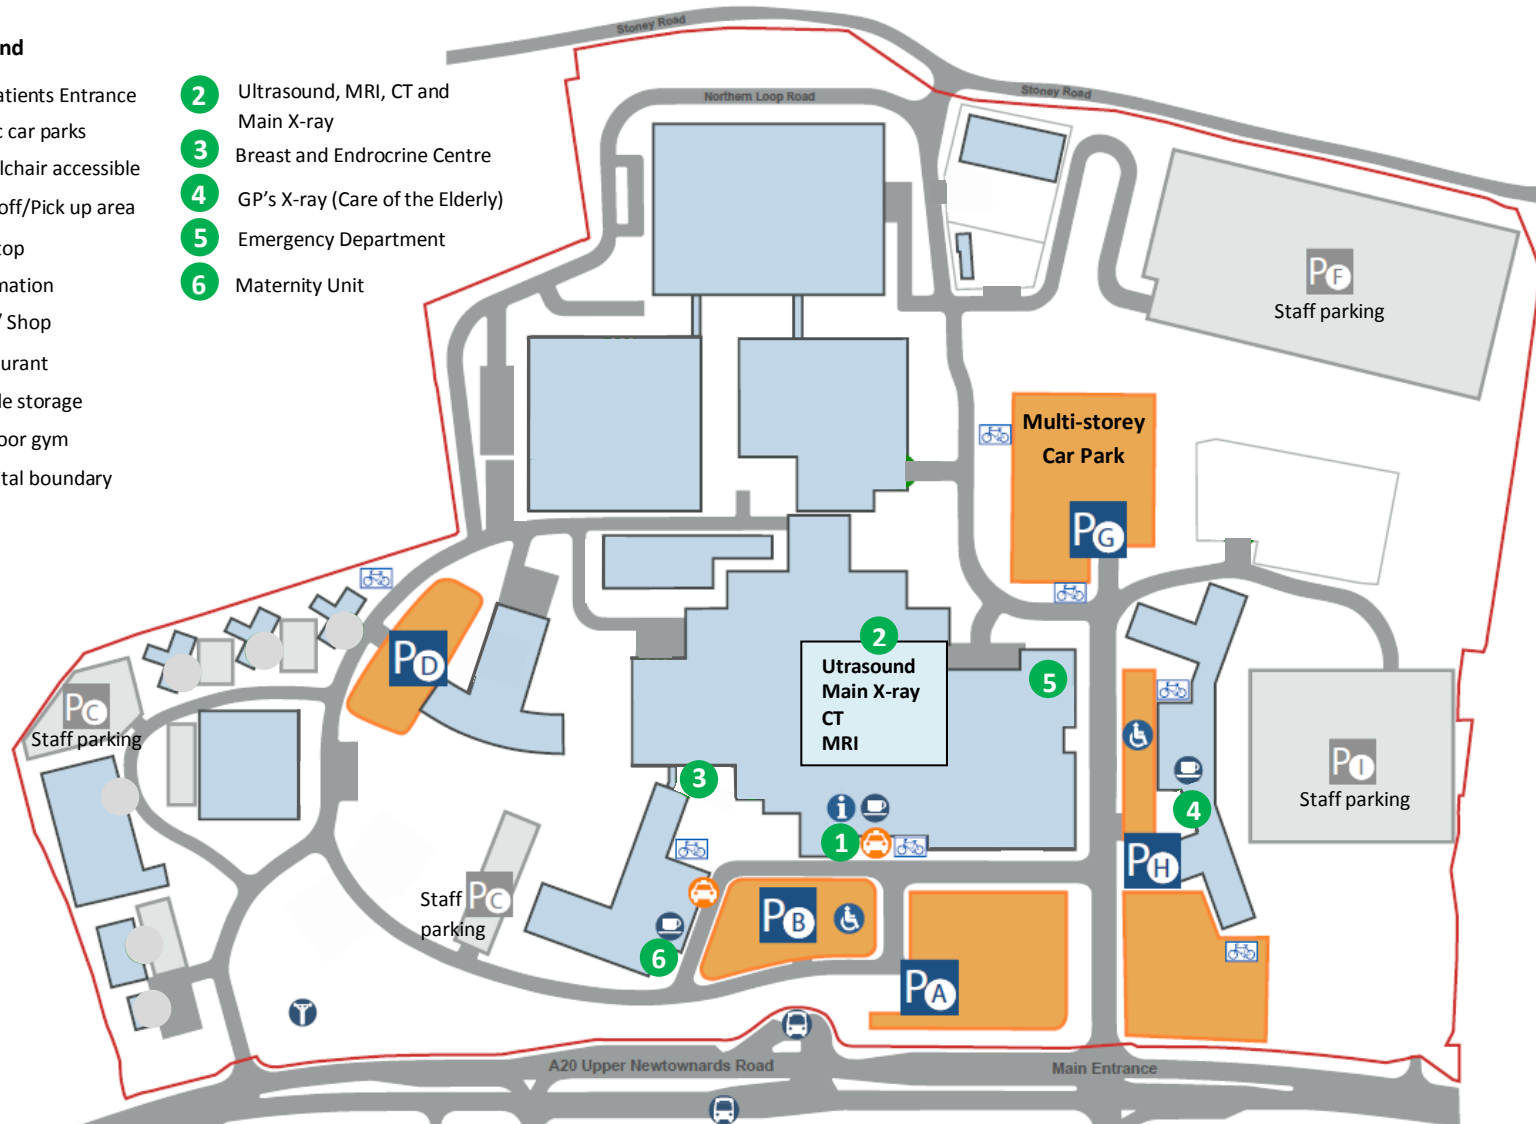 nd
atients Entrance
c car parks
lchair accessible
off/Pick up area
top
mation
/ Shop
urant
le storage
oor gym
tal boundary
2 Ultrasound, MRI, CT and
Main X-ray
3 Breast and Endrocrine Centre
4 GP's X-ray (Care of the Elderly)
5 Emergency Department
6 Maternity Unit
Stoney Road
Stoney Road
Northern Loop Road
PF
Staff parking
Multi-storey
Car Park
PG
2
Utrasound
Main X-ray
CT
MRI
5
PD
PC
Staff parking
3
PI
Staff parking
4
i
1
PH
Staff PC
parking
PB
6
PA
A20 Upper Newtownards Road
Main Entrance